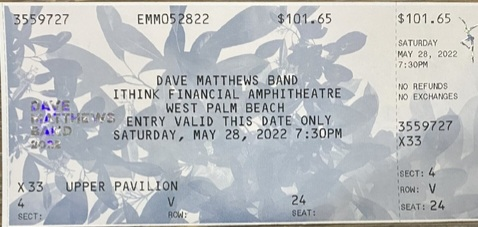 3559727 EMMO52822 $101.65
DAVE MATTHEWS BAND
ITHINK FINANCIAL AMPHITHEATRE
WEST PALM BEACH
ENTRY VALID THIS DATE ONLY
SATURDAY, MAY 28, 2022 7:30PM
DAVE
MATTHEWS
BAND
2022
X33 UPPER PAVILION
4 V 24
SECT: ROW: SEAT:
$101.65
SATURDAY
MAY 28, 2022
7:30PM
NO REFUNDS
NO EXCHANGES
3559727
X33
SECT: 4
ROW: V
SEAT: 24